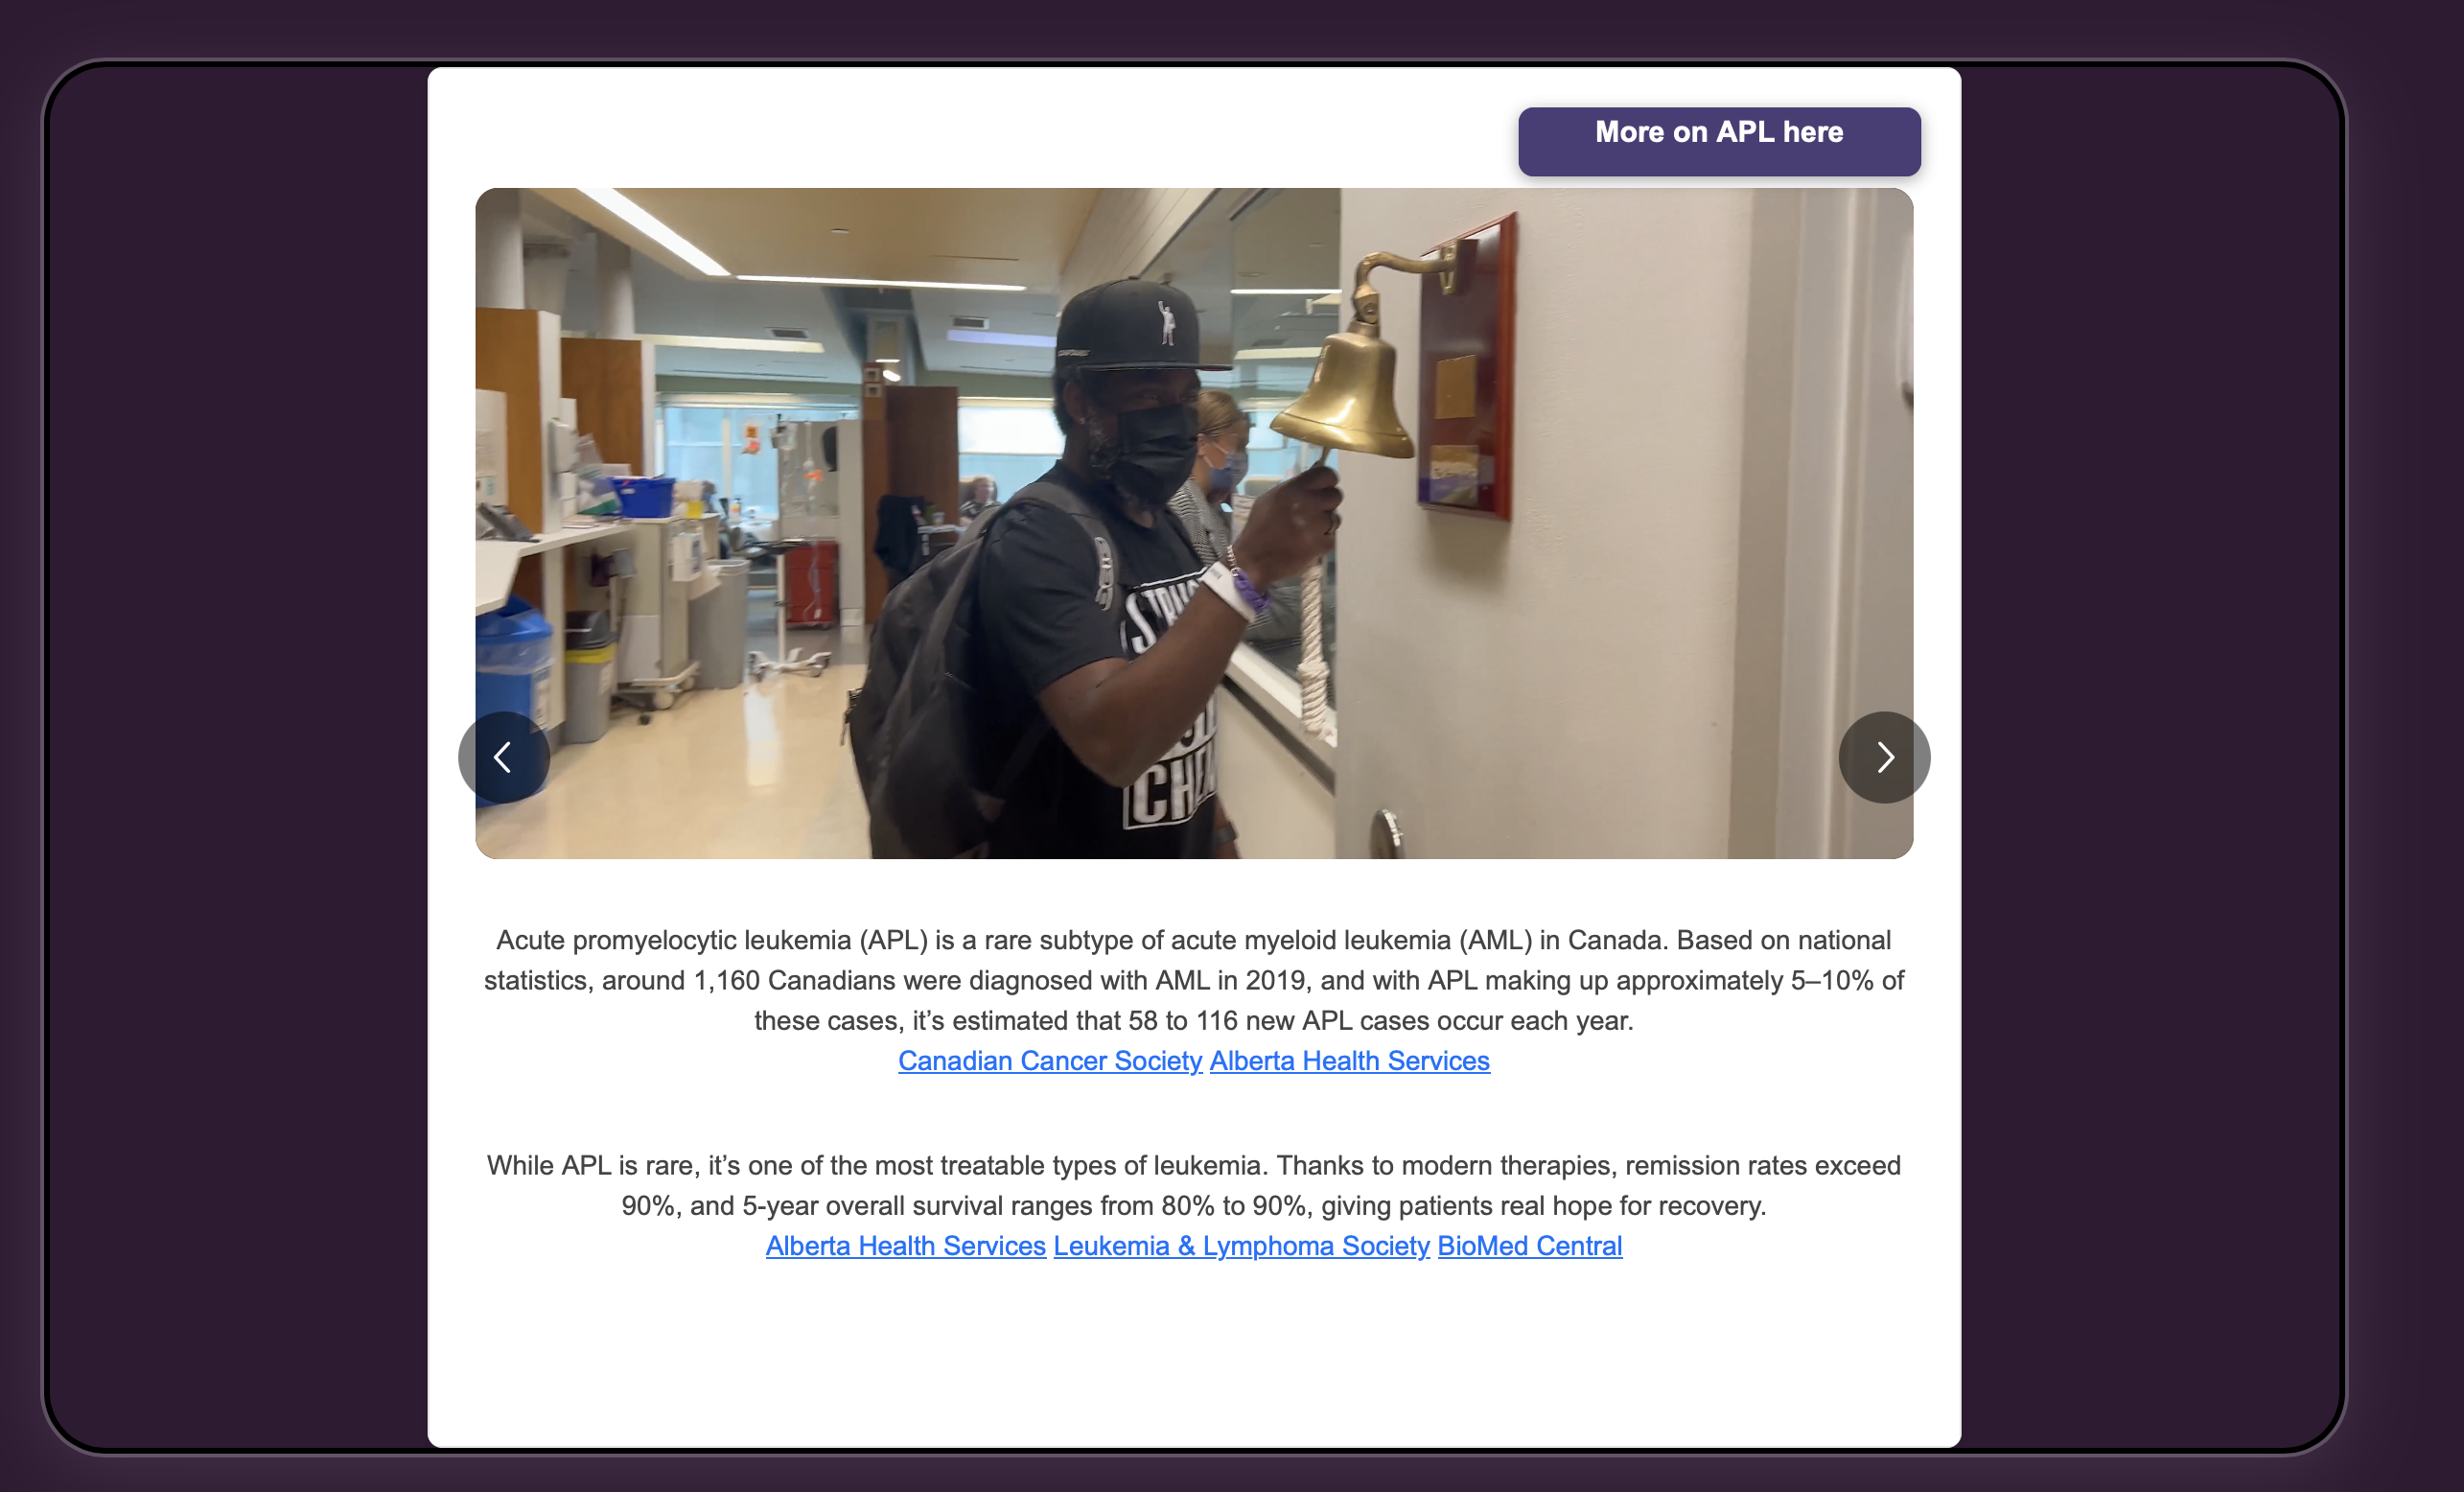 More on APL here
CH
Acute promyelocytic leukemia (APL) is a rare subtype of acute myeloid leukemia (AML) in Canada. Based on national
statistics, around 1,160 Canadians were diagnosed with AML in 2019, and with APL making up approximately 5–10% of
these cases, it’s estimated that 58 to 116 new APL cases occur each year.
Canadian Cancer Society Alberta Health Services
While APL is rare, it’s one of the most treatable types of leukemia. Thanks to modern therapies, remission rates exceed
90%, and 5-year overall survival ranges from 80% to 90%, giving patients real hope for recovery.
Alberta Health Services Leukemia & Lymphoma Society BioMed Central